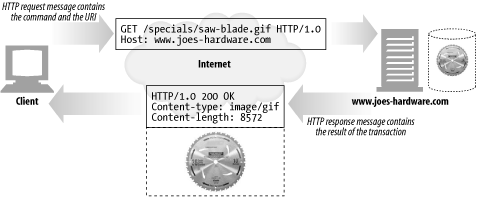 HTTP request message contains
the command and the URI
GET /specials/saw-blade.gif HTTP/1.0
Host: www.joes-hardware.com
Internet
Client
HTTP/1.0 200 OK
Content-type: image/gif
Content-length: 8572
www.joes-hardware.com
HTTP response message contains
the result of the transaction